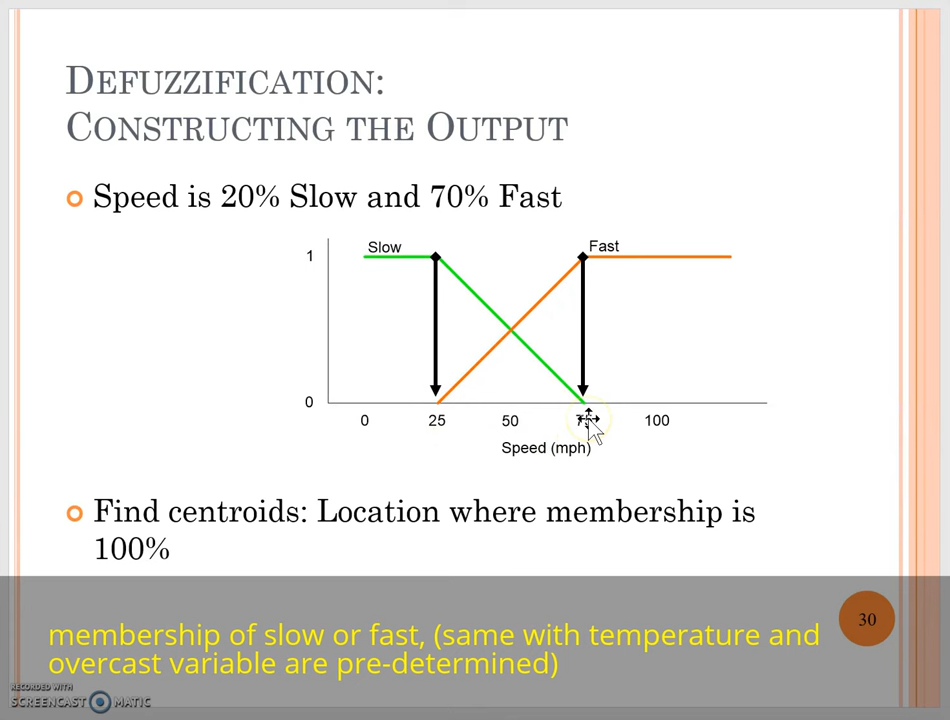 DEFUZZIFICATION:
CONSTRUCTING THE OUTPUT
Speed is 20% Slow and 70% Fast
Slow
Fast
1
0
0 25 50 100
Speed (mph)
Find centroids: Location where membership is
100%
30
membership of slow or fast, (same with temperature and
overcast variable are pre-determined)
RECORDED WITH
SCREENCAST MATIC